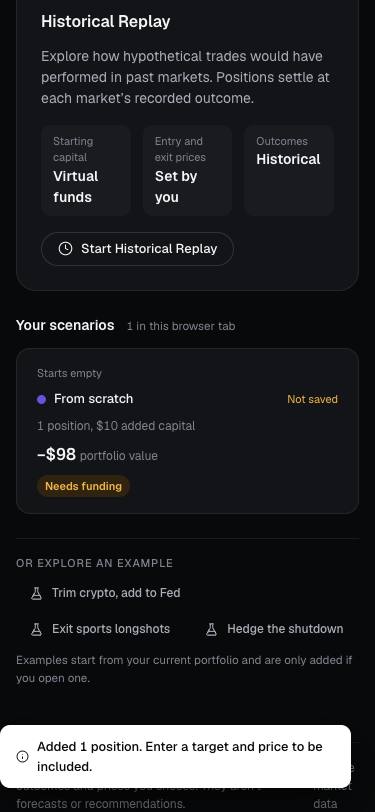 Historical Replay
Explore how hypothetical trades would have
performed in past markets. Positions settle at
each market's recorded outcome.
Starting
capital
Virtual
funds
Entry and
exit prices
Set by
you
Outcomes
Historical
Start Historical Replay
Your scenarios 1 in this browser tab
Starts empty
From scratch Not saved
1 position, $10 added capital
−$98 portfolio value
Needs funding
OR EXPLORE AN EXAMPLE
Trim crypto, add to Fed
Exit sports longshots Hedge the shutdown
Examples start from your current portfolio and are only added if
you open one.
Added 1 position. Enter a target and price to be
included.
forecasts or recommendations.
market
data